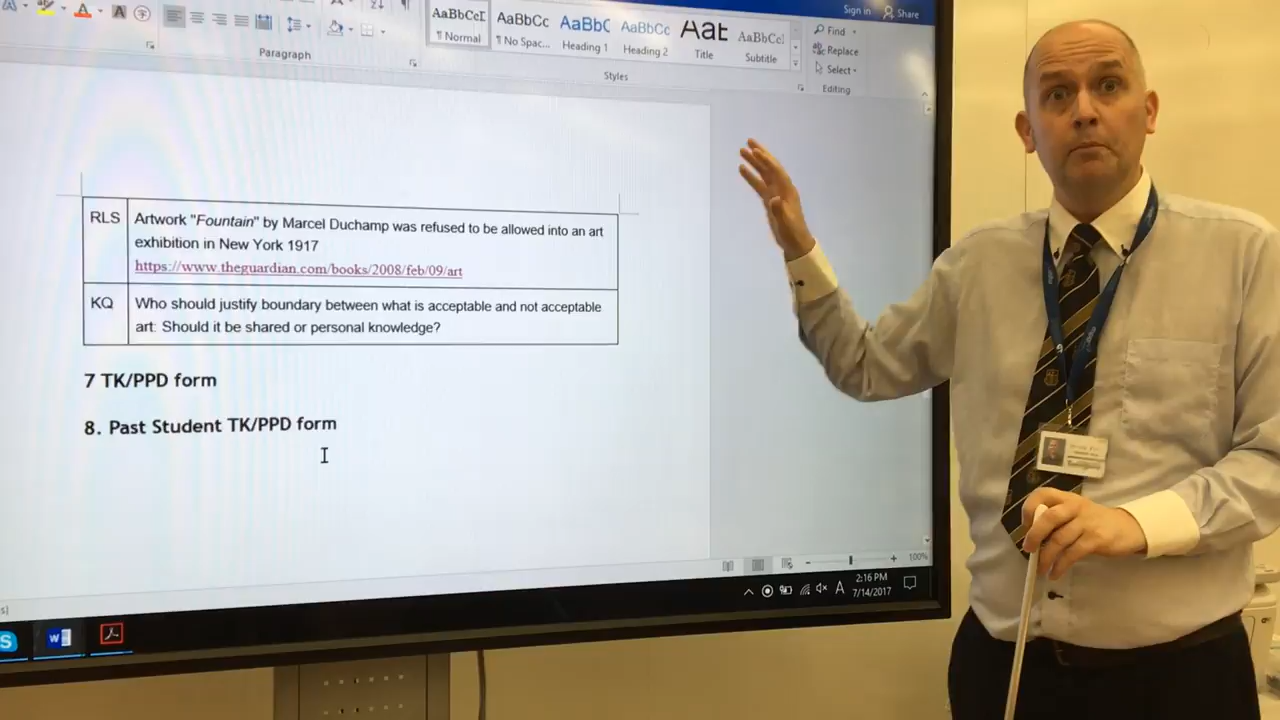 Sign in Share
AaBbCcI AaBbCc AaBbC AaBbCc AaB AaBbCcI
¶ Normal ¶ No Spac... Heading 1 Heading 2 Title Subtitle
Find
Replace
Select
Paragraph
Styles
Editing
RLS
Artwork "Fountain" by Marcel Duchamp was refused to be allowed into an art
exhibition in New York 1917
https://www.theguardian.com/books/2008/feb/09/art
KQ
Who should justify boundary between what is acceptable and not acceptable
art: Should it be shared or personal knowledge?
7 TK/PPD form
8. Past Student TK/PPD form
100%
2:16 PM
7/14/2017